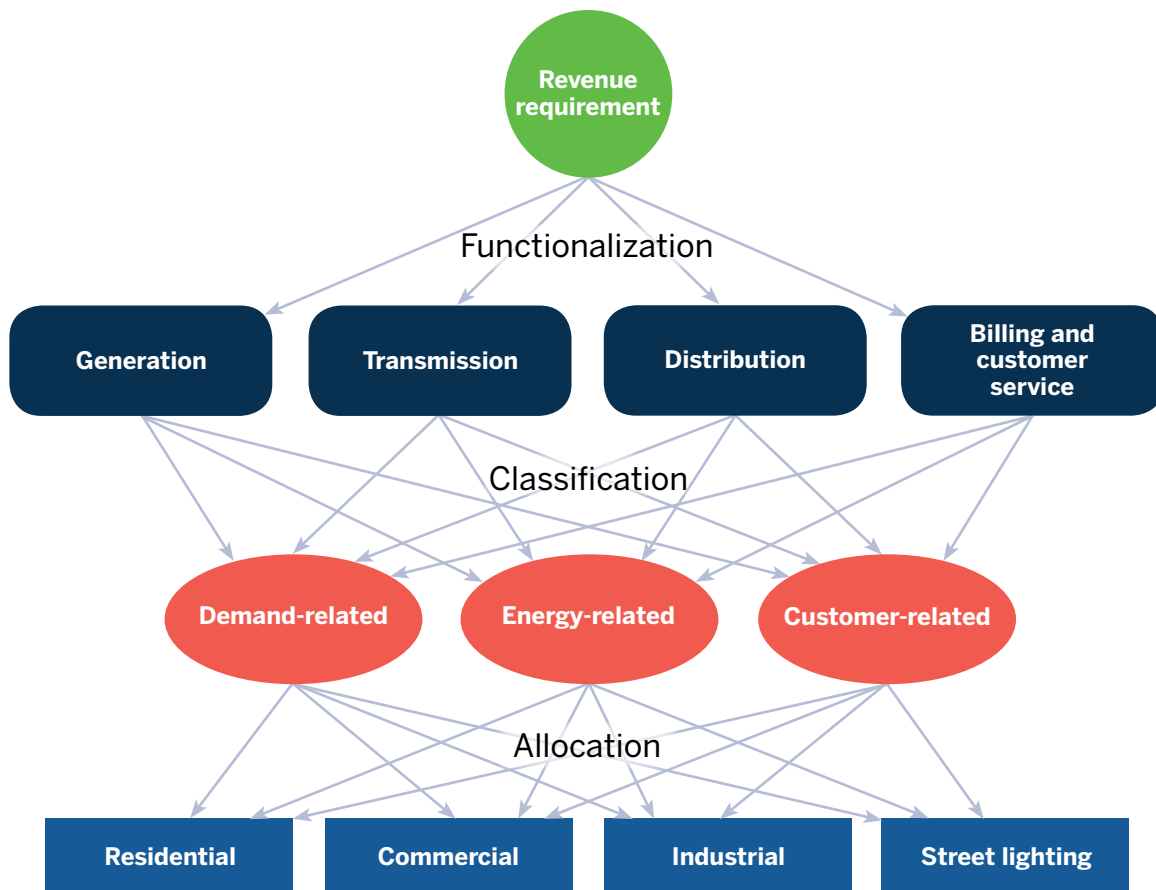 Revenue
requirement
Functionalization
Generation
Transmission
Distribution
Billing and
customer
service
Classification
Demand-related
Energy-related
Customer-related
Allocation
Residential
Commercial
Industrial
Street lighting